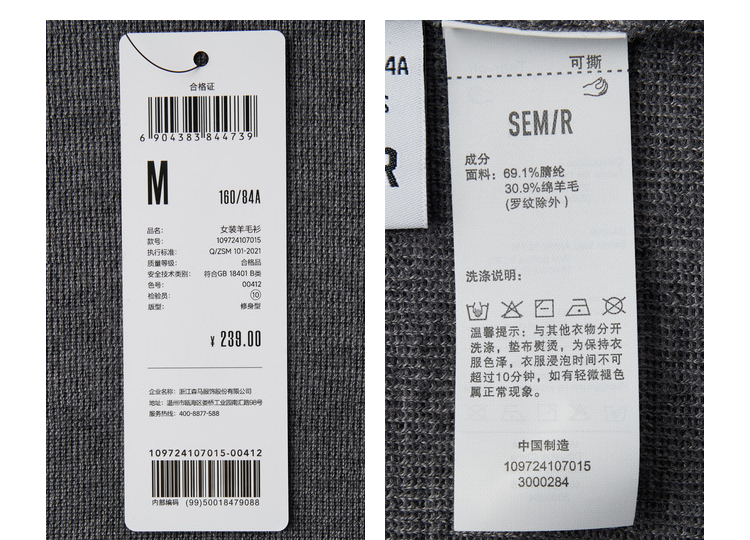 合格证
6 904383 844739
M
160/84A
品名: 女装羊毛衫
款号: 109724107015
执行标准: Q/ZSM 101-2021
质量等级: 合格品
安全技术类别: 符合GB 18401 B类
色号: 00412
检验员: 10
版型: 修身型
¥ 239.00
企业名称: 浙江森马服饰股份有限公司
地址: 温州市瓯海区娄桥工业园南汇路98号
服务热线: 400-8877-588
109724107015-00412
内部编码 (99)50018479088
4A
S
R
可撕
SEM/R
成分
面料: 69.1%腈纶
30.9%绵羊毛
(罗纹除外)
洗涤说明:
温馨提示: 与其他衣物分开
洗涤, 垫布熨烫, 为保持衣
服色泽, 衣服浸泡时间不可
超过10分钟, 如有轻微褪色
属正常现象。
中国制造
109724107015
3000284